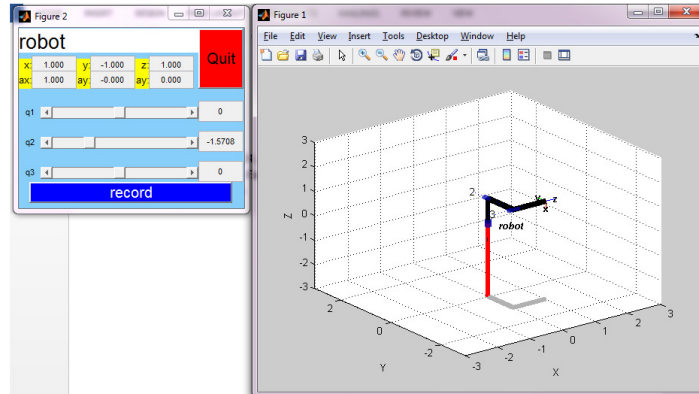 Figure 2
robot
Quit
x: 1.000 y: -1.000 z: 1.000
ax: 1.000 ay: -0.000 ay: 0.000
q1 0
q2 -1.5708
q3 0
record
Figure 1
File Edit View Insert Tools Desktop Window Help
3
2
1
0
-1
-2
-3
Z
2
0
-2
Y
-3
-2
-1
0
1
2
3
X
2
3
robot
y z
x